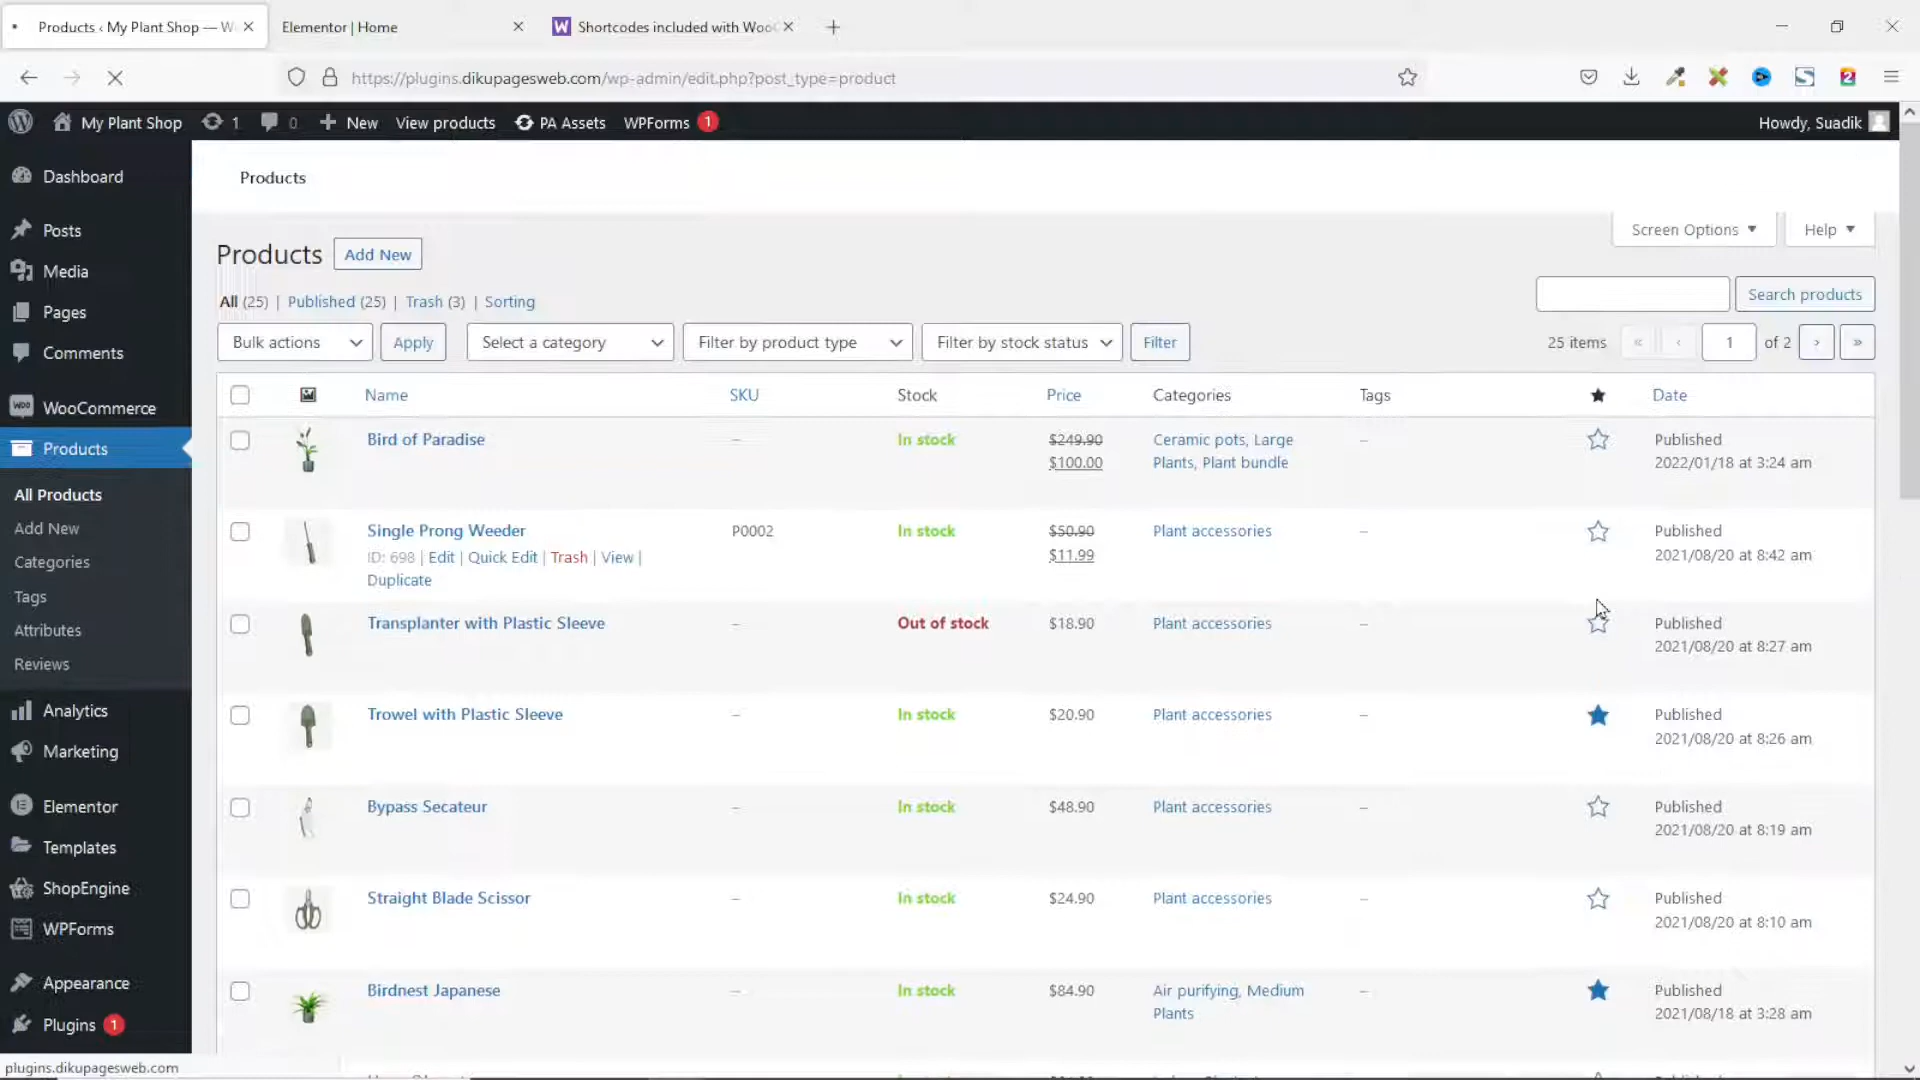 Products ‹ My Plant Shop — W
Elementor | Home
Shortcodes included with Woo
https://plugins.dikupagesweb.com/wp-admin/edit.php?post_type=product
My Plant Shop
1
0
New
View products
PA Assets
WPForms 1
Howdy, Suadik
Dashboard
Posts
Media
Pages
Comments
WooCommerce
Products
All Products
Add New
Categories
Tags
Attributes
Reviews
Analytics
Marketing
Elementor
Templates
ShopEngine
WPForms
Appearance
Plugins 1
plugins.dikupagesweb.com
Products
Screen Options
Help
Products Add New
All (25) | Published (25) | Trash (3) | Sorting
Search products
Bulk actions Apply Select a category Filter by product type Filter by stock status Filter
25 items « ‹ 1 of 2 › »
Name SKU Stock Price Categories Tags Date
Bird of Paradise – In stock $249.90 Ceramic pots, Large – Published
$100.00 Plants, Plant bundle 2022/01/18 at 3:24 am
Single Prong Weeder P0002 In stock $50.90 Plant accessories – Published
ID: 698 | Edit | Quick Edit | Trash | View | $11.99 2021/08/20 at 8:42 am
Duplicate
Transplanter with Plastic Sleeve – Out of stock $18.90 Plant accessories – Published
2021/08/20 at 8:27 am
Trowel with Plastic Sleeve – In stock $20.90 Plant accessories – Published
2021/08/20 at 8:26 am
Bypass Secateur – In stock $48.90 Plant accessories – Published
2021/08/20 at 8:19 am
Straight Blade Scissor – In stock $24.90 Plant accessories – Published
2021/08/20 at 8:10 am
Birdnest Japanese – In stock $84.90 Air purifying, Medium – Published
Plants 2021/08/18 at 3:28 am